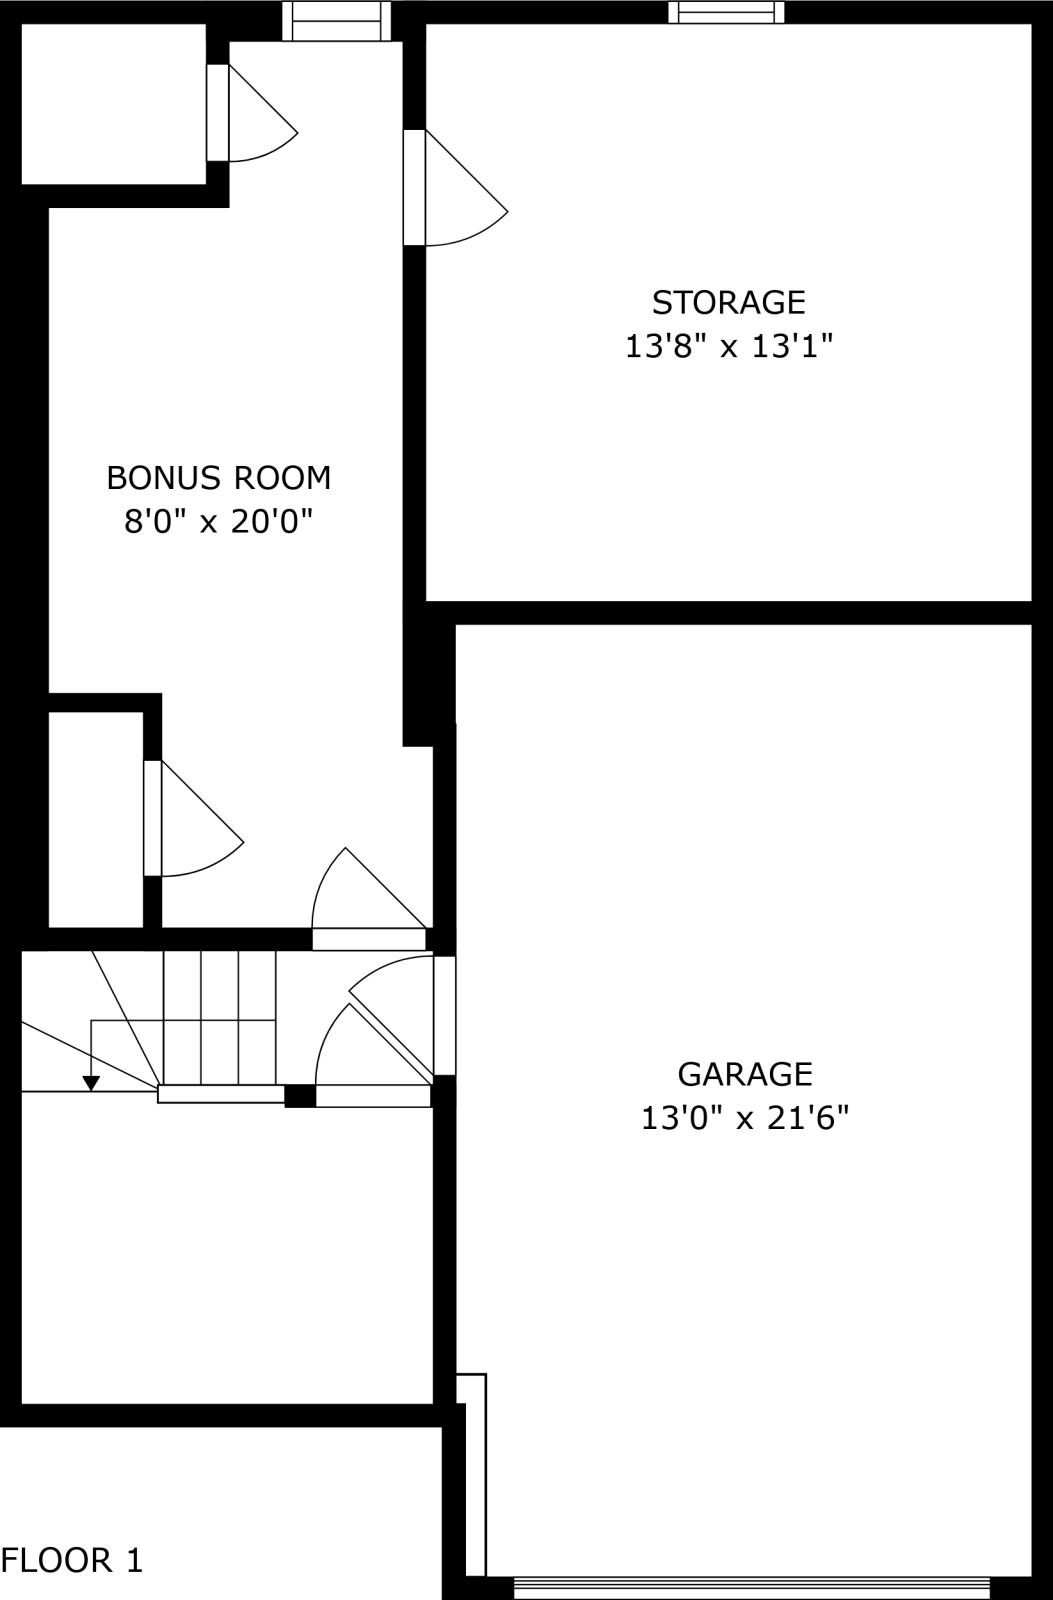 STORAGE
13'8" x 13'1"
BONUS ROOM
8'0" x 20'0"
GARAGE
13'0" x 21'6"
FLOOR 1